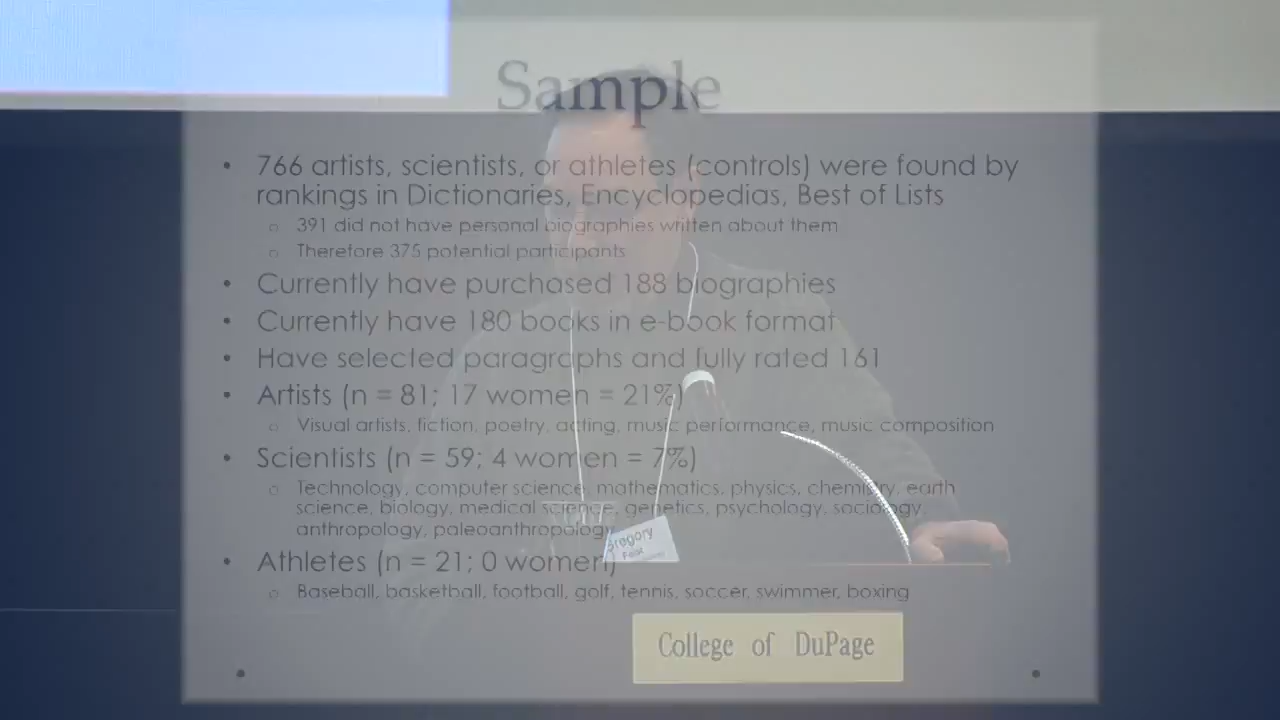 Sample
• 766 artists, scientists, or athletes (controls) were found by
rankings in Dictionaries, Encyclopedias, Best of Lists
o 391 did not have personal biographies written about them
o Therefore 375 potential participants
• Currently have purchased 188 biographies
• Currently have 180 books in e-book format
• Have selected paragraphs and fully rated 161
• Artists (n = 81; 17 women = 21%)
o Visual artists, fiction, poetry, acting, music performance, music composition
• Scientists (n = 59; 4 women = 7%)
o Technology, computer science, mathematics, physics, chemistry, earth
science, biology, medical science, genetics, psychology, sociology,
anthropology, paleoanthropology
• Athletes (n = 21; 0 women)
o Baseball, basketball, football, golf, tennis, soccer, swimmer, boxing
Gregory
Feist
College of DuPage